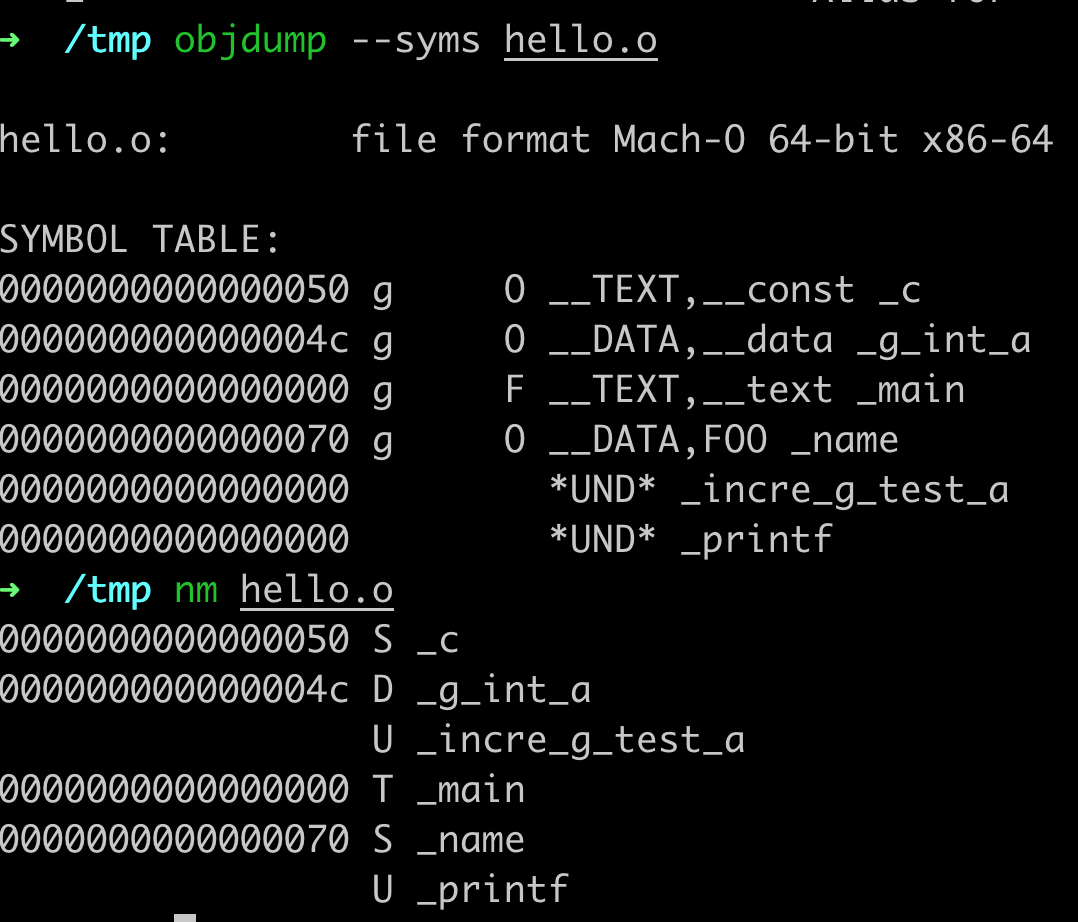 ➜  /tmp objdump --syms hello.o
hello.o:        file format Mach-O 64-bit x86-64
SYMBOL TABLE:
0000000000000050 g     O __TEXT,__const _c
000000000000004c g     O __DATA,__data _g_int_a
0000000000000000 g     F __TEXT,__text _main
0000000000000070 g     O __DATA,FOO _name
0000000000000000         *UND* _incre_g_test_a
0000000000000000         *UND* _printf
➜  /tmp nm hello.o
0000000000000050 S _c
000000000000004c D _g_int_a
                 U _incre_g_test_a
0000000000000000 T _main
0000000000000070 S _name
                 U _printf